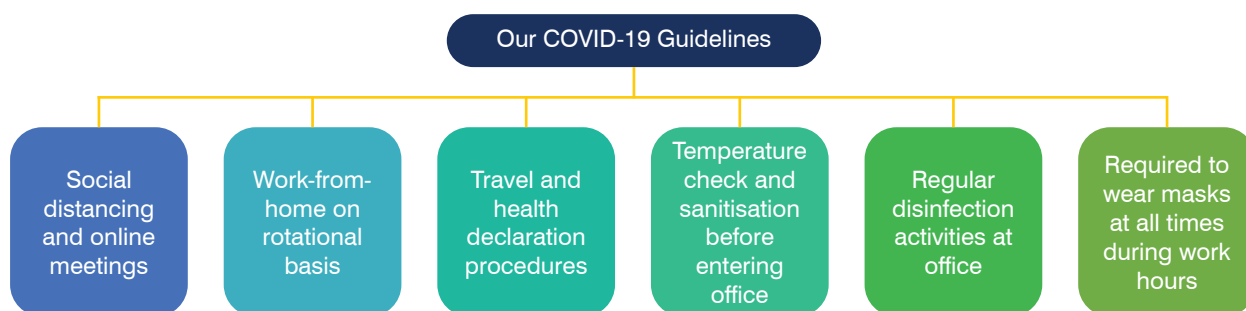 Our COVID-19 Guidelines
Social
distancing
and online
meetings
Work-from-
home on
rotational
basis
Travel and
health
declaration
procedures
Temperature
check and
sanitisation
before
entering
office
Regular
disinfection
activities at
office
Required to
wear masks
at all times
during work
hours